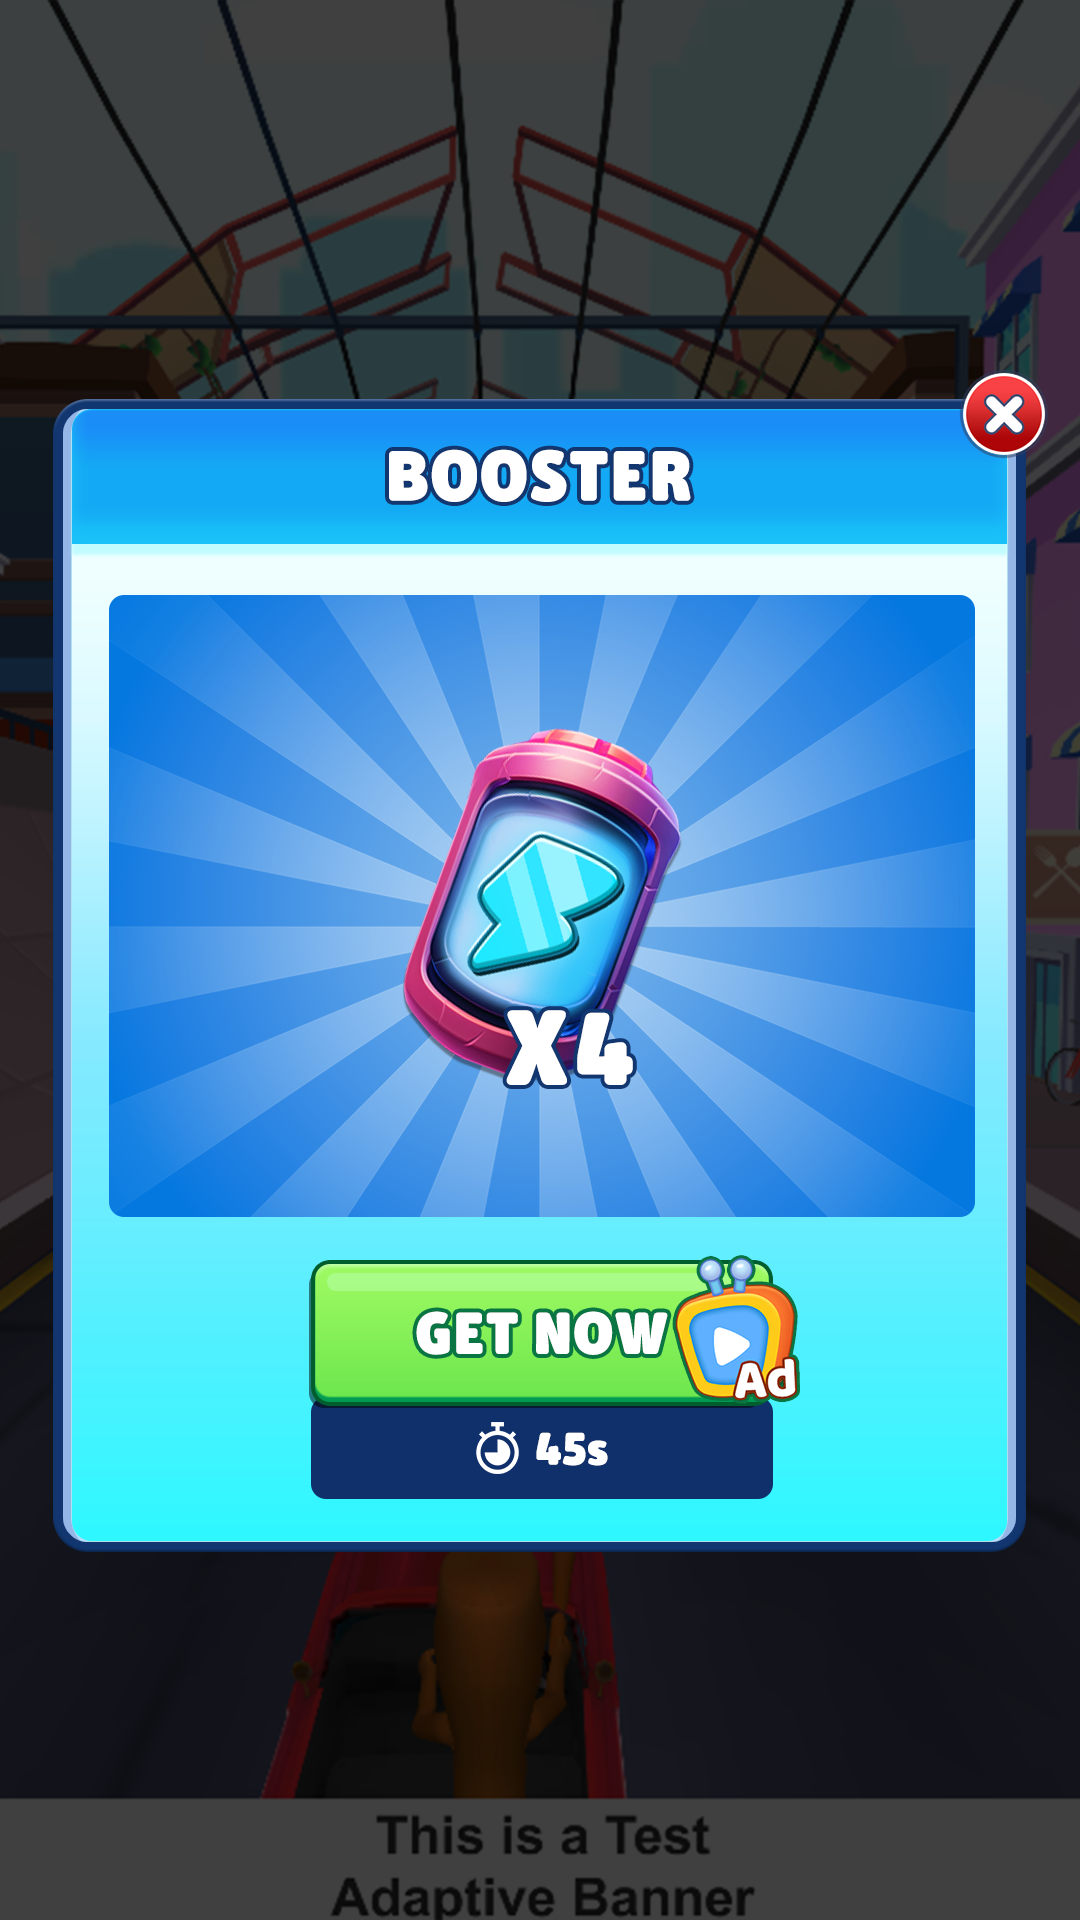 BOOSTER
X4
GET NOW
Ad
45s
This is a Test
Adaptive Banner